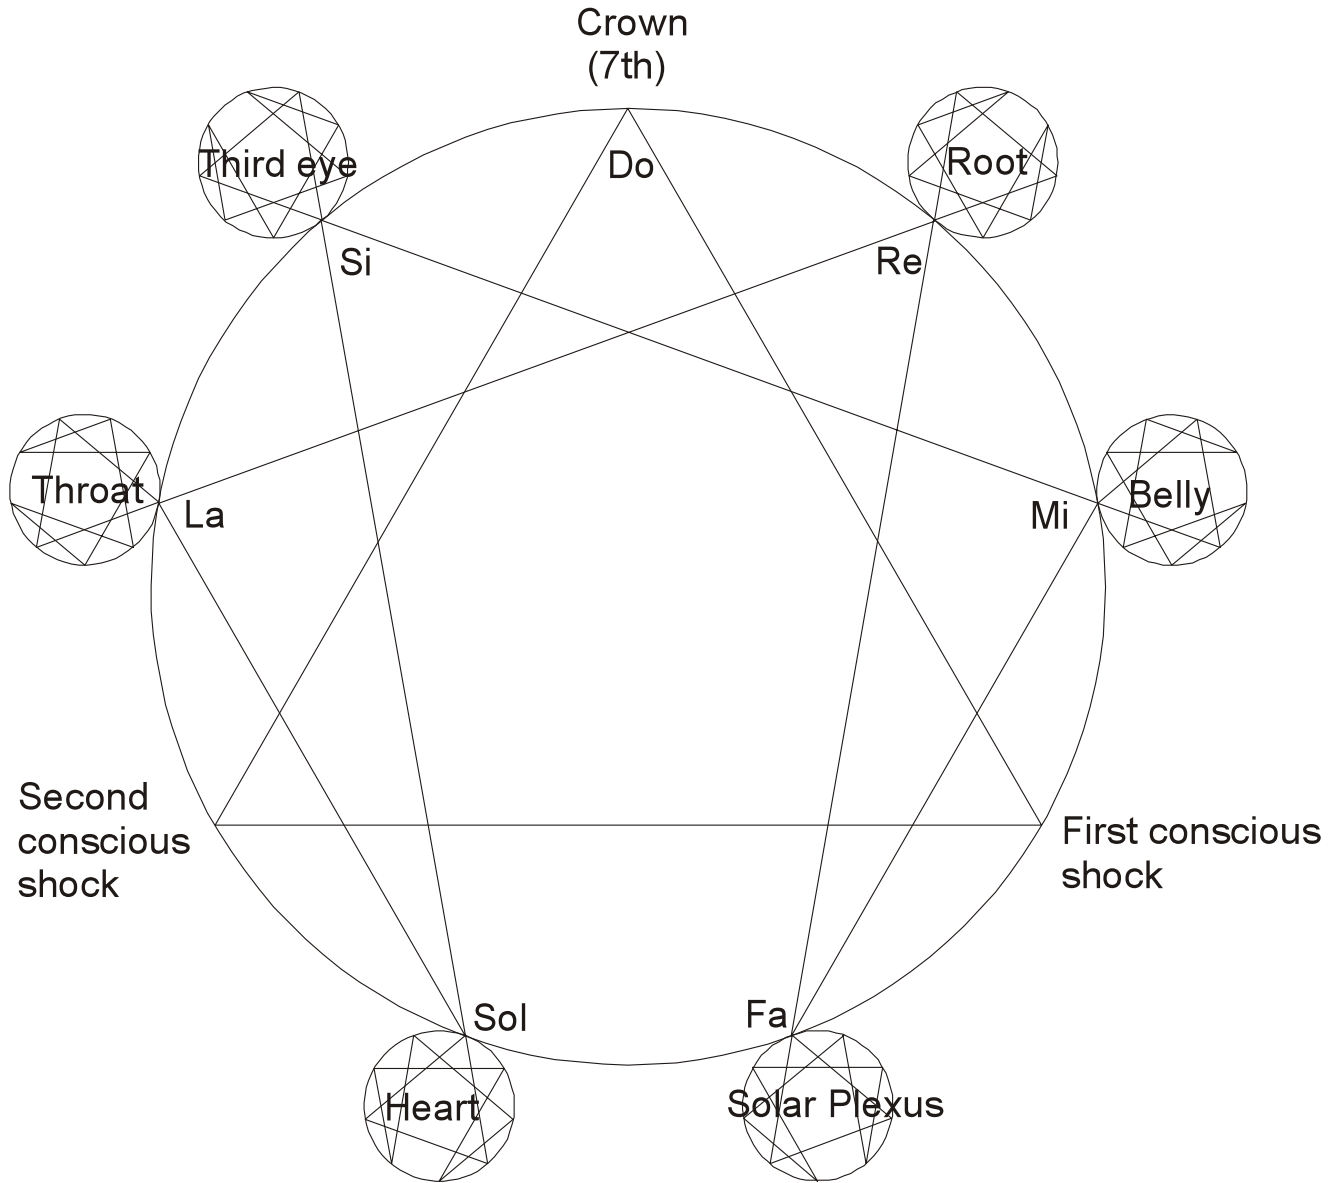 Crown
(7th)
Third eye
Root
Do
Si
Re
Throat
La
Mi
Belly
Second
conscious
shock
First conscious
shock
Sol
Fa
Heart
Solar Plexus